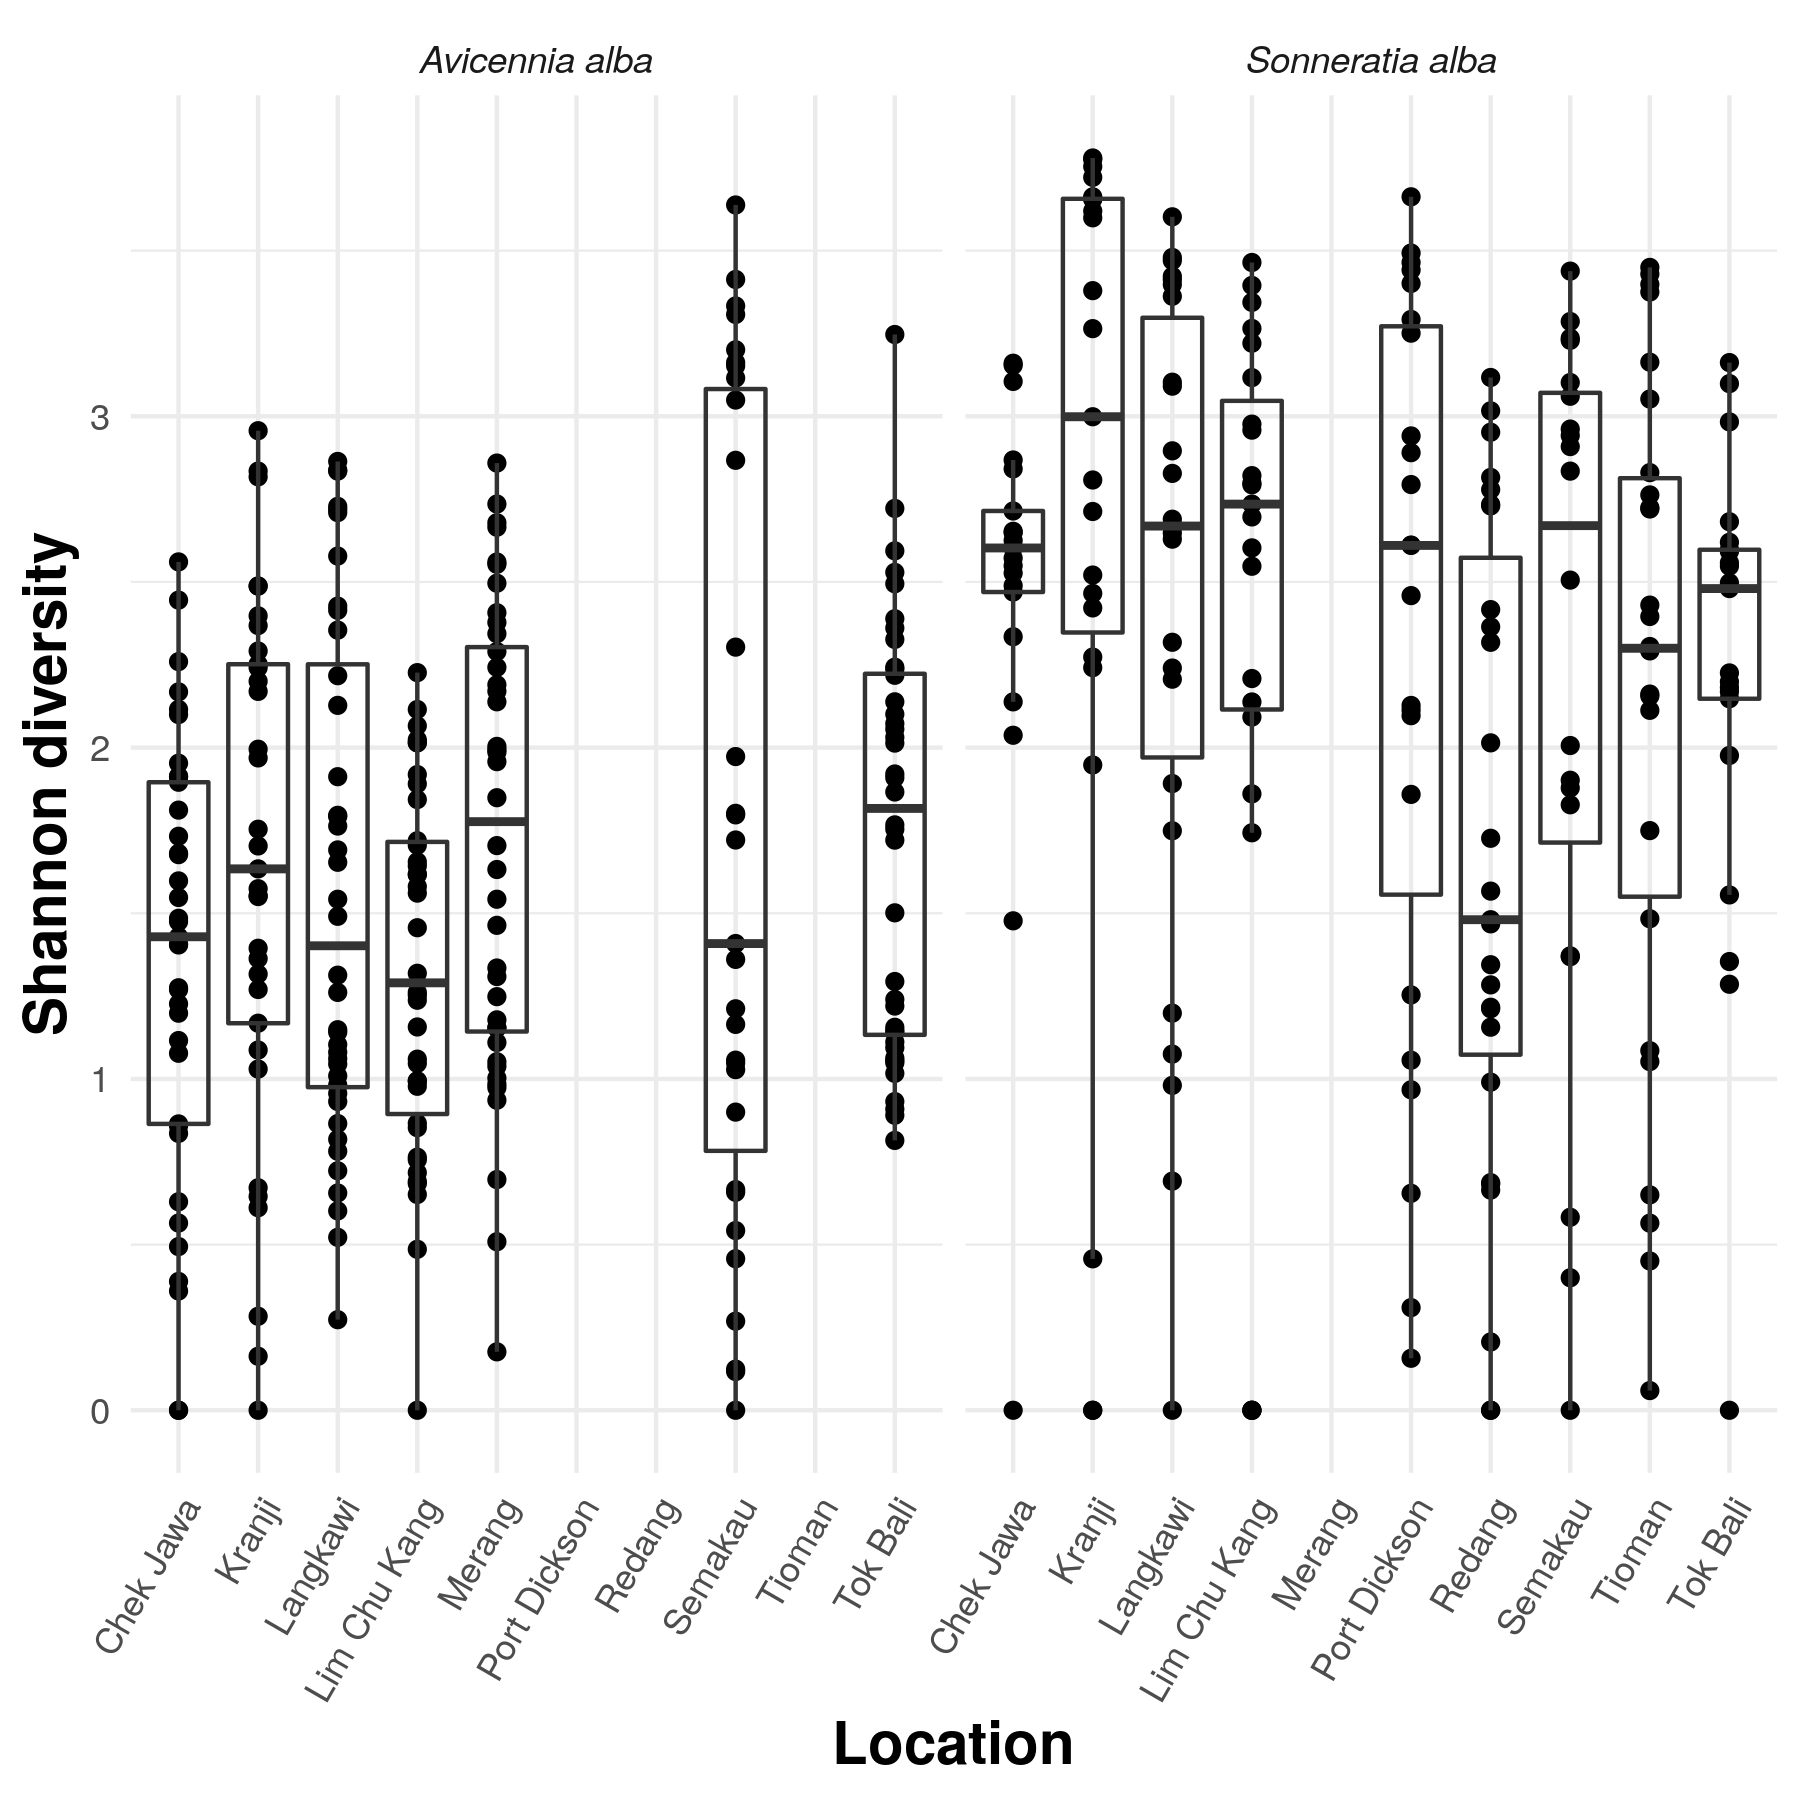 Avicennia alba
Sonneratia alba
Shannon diversity
3
2
1
0
Chek Jawa
Kranji
Langkawi
Lim Chu Kang
Merang
Port Dickson
Redang
Semakau
Tioman
Tok Bali
Chek Jawa
Kranji
Langkawi
Lim Chu Kang
Merang
Port Dickson
Redang
Semakau
Tioman
Tok Bali
Location